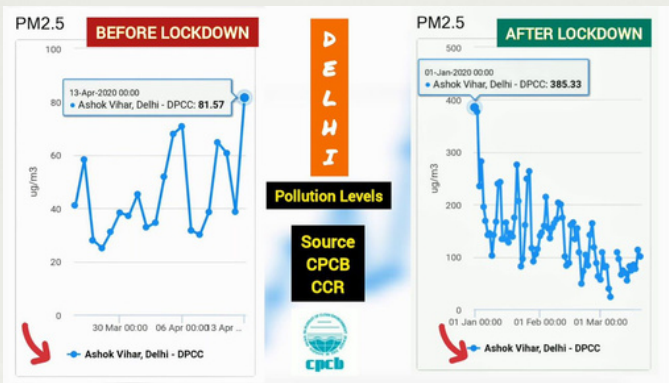 PM2.5
BEFORE LOCKDOWN
100
13-Apr-2020 00:00
Ashok Vihar, Delhi - DPCC: 81.57
80
60
40
20
0
ug/m3
30 Mar 00:00 06 Apr 00:00 13 Apr ...
Ashok Vihar, Delhi - DPCC
DELHI
Pollution Levels
Source
CPCB
CCR
cpcb
PM2.5
AFTER LOCKDOWN
500
01-Jan-2020 00:00
Ashok Vihar, Delhi - DPCC: 385.33
400
300
200
100
0
ug/m3
01 Jan 00:00 01 Feb 00:00 01 Mar 00:00
Ashok Vihar, Delhi - DPCC